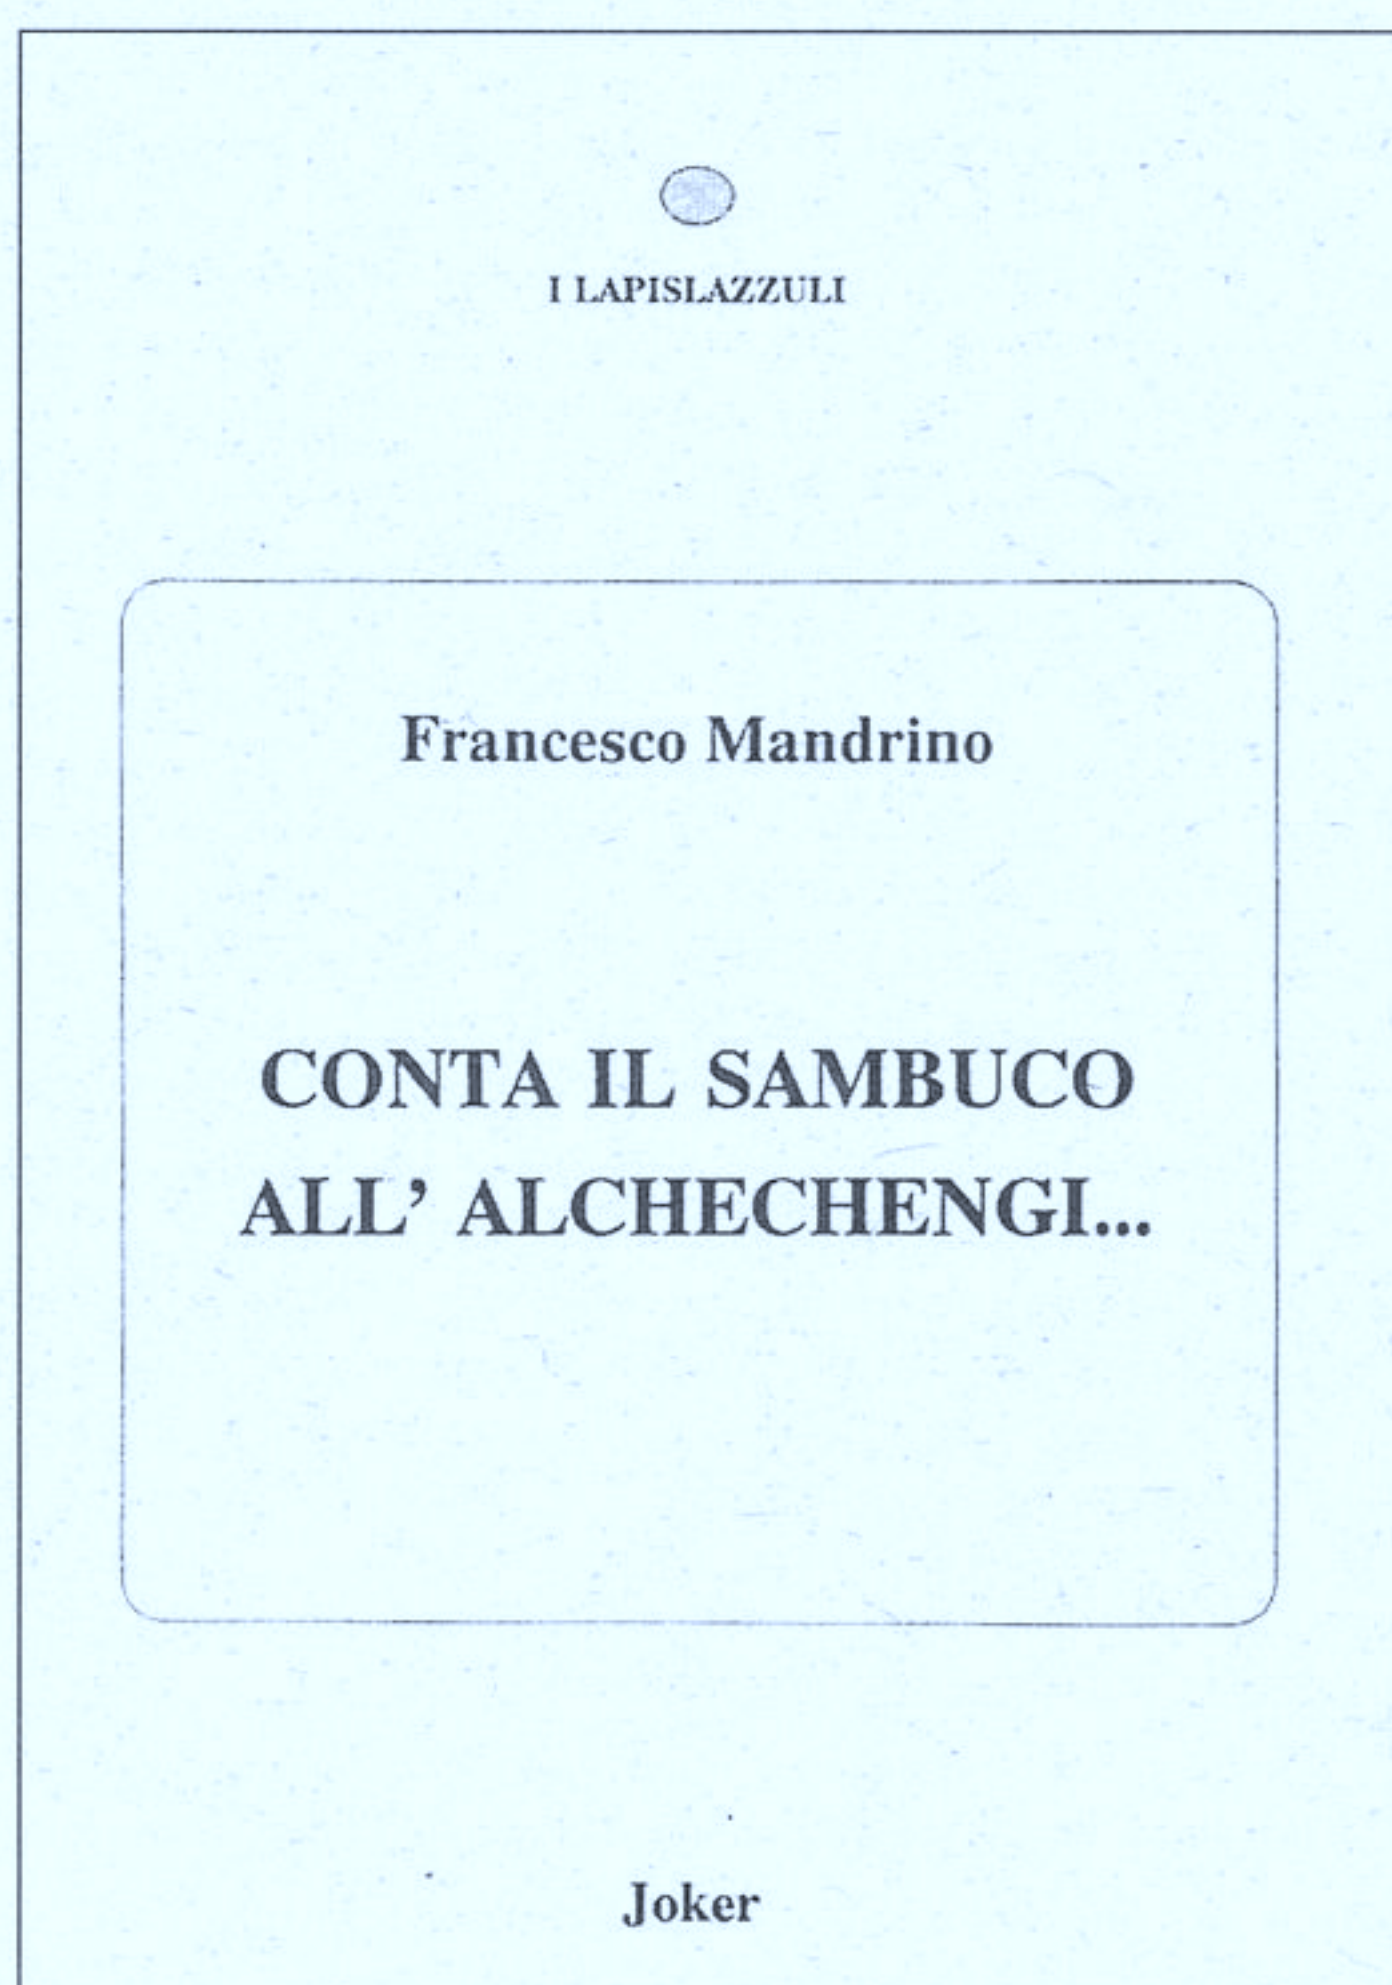 I LAPISLAZZULI
Francesco Mandrino
CONTA IL SAMBUCO
ALL’ ALCHECHENGI...
Joker